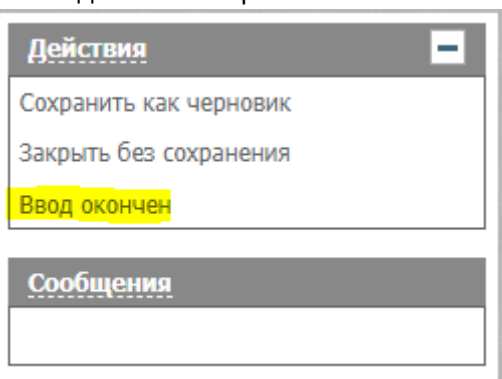 Действия
Сохранить как черновик
Закрыть без сохранения
Ввод окончен
Сообщения